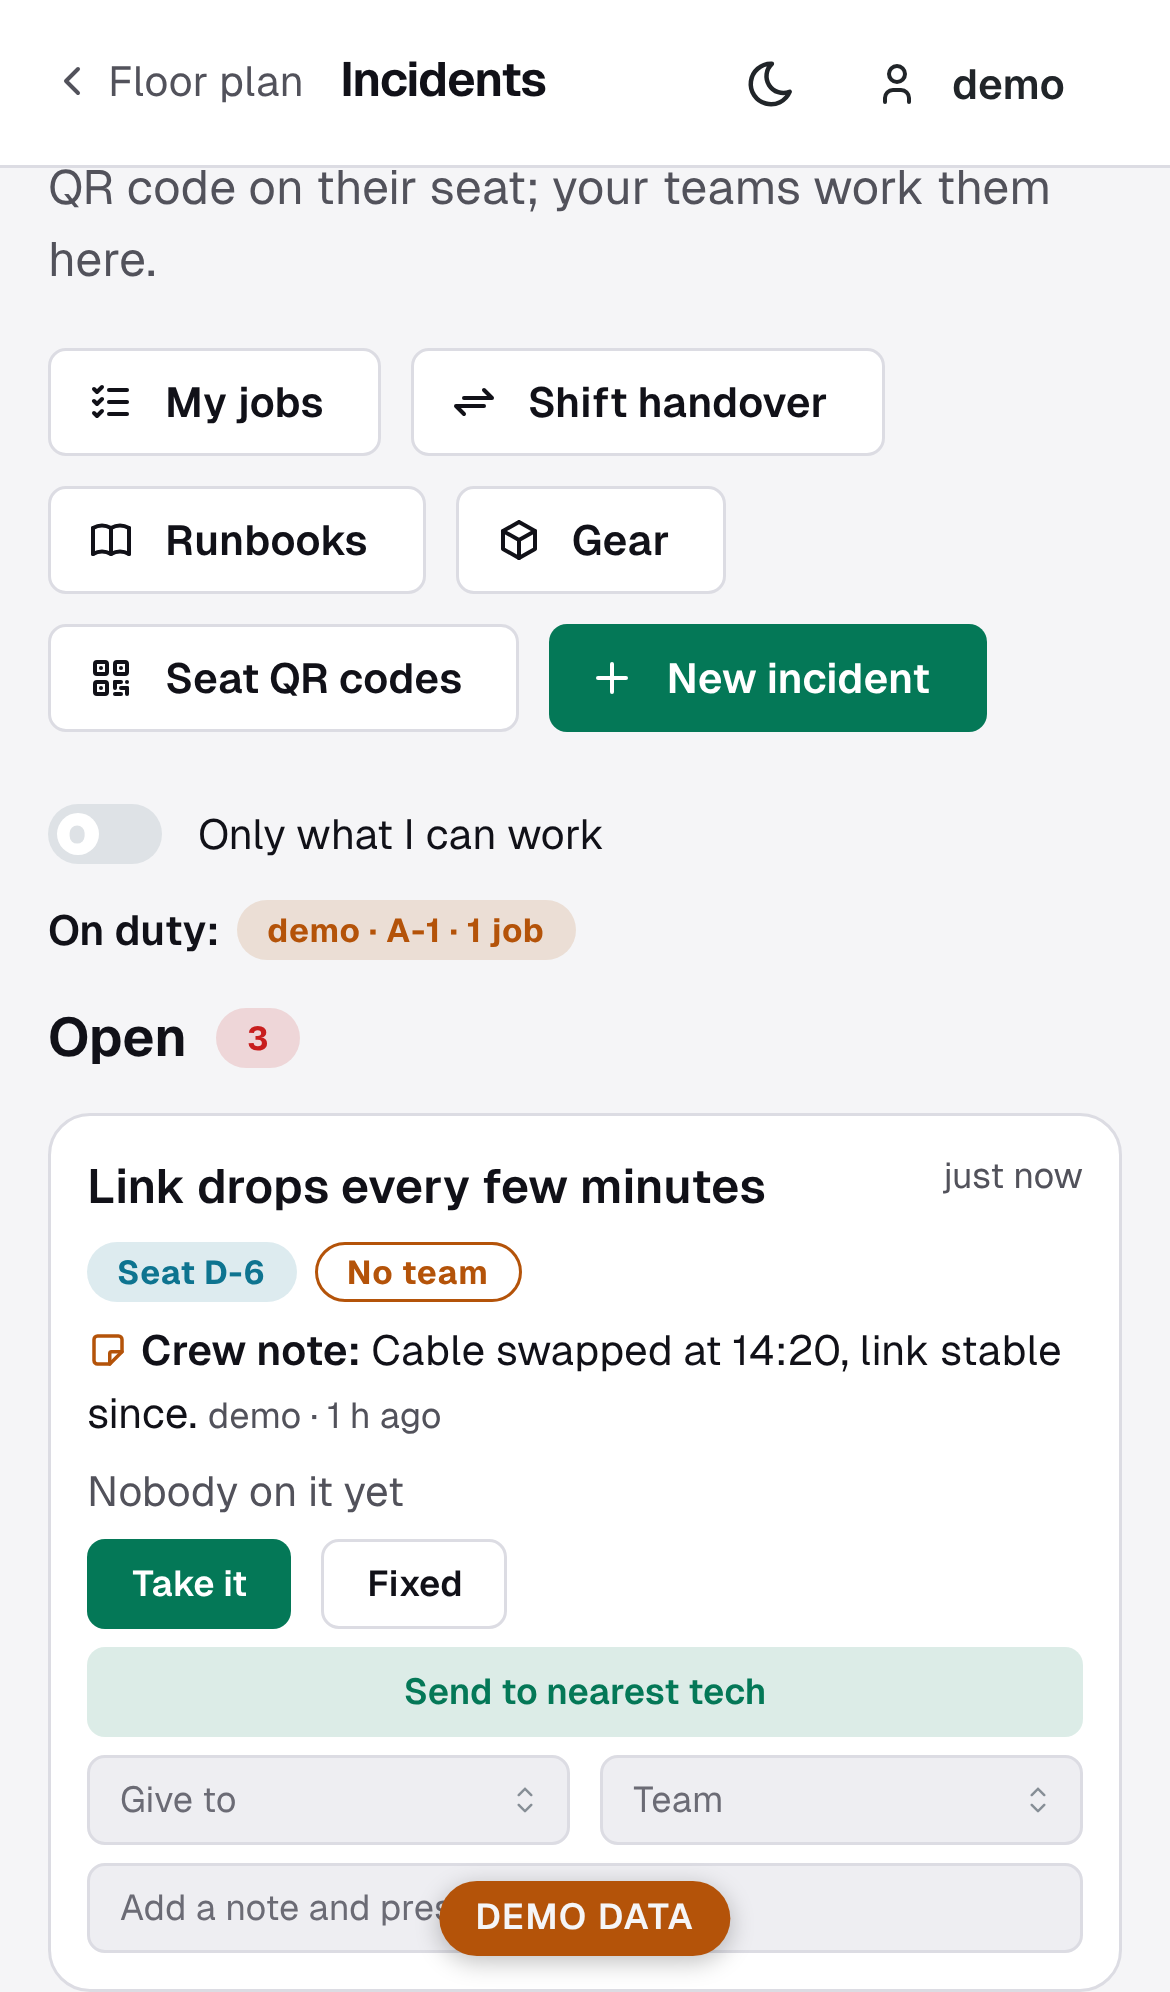 Floor plan Incidents demo
QR code on their seat; your teams work them
here.
My jobs Shift handover
Runbooks Gear
Seat QR codes New incident
Only what I can work
On duty: demo · A-1 · 1 job
Open 3
Link drops every few minutes just now
Seat D-6 No team
Crew note: Cable swapped at 14:20, link stable
since. demo · 1 h ago
Nobody on it yet
Take it Fixed
Send to nearest tech
Give to Team
Add a note and
DEMO DATA